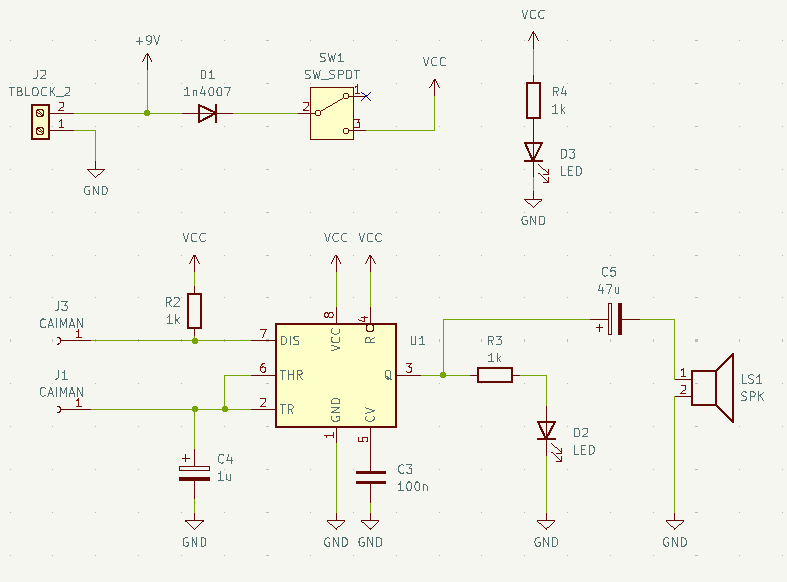 +9V
J2
TBLOCK_2
2
1
GND
D1
1n4007
SW1
SW_SPDT
2
1
3
VCC
VCC
R4
1k
D3
LED
GND
VCC
R2
1k
J3
CAIMAN
1
J1
CAIMAN
1
VCC
VCC
8
4
7
DIS
VCC
R
U1
6
THR
Q
3
2
TR
GND
CV
1
5
C4
1u
GND
C3
100n
GND
GND
R3
1k
D2
LED
GND
C5
47u
1
2
LS1
SPK
GND